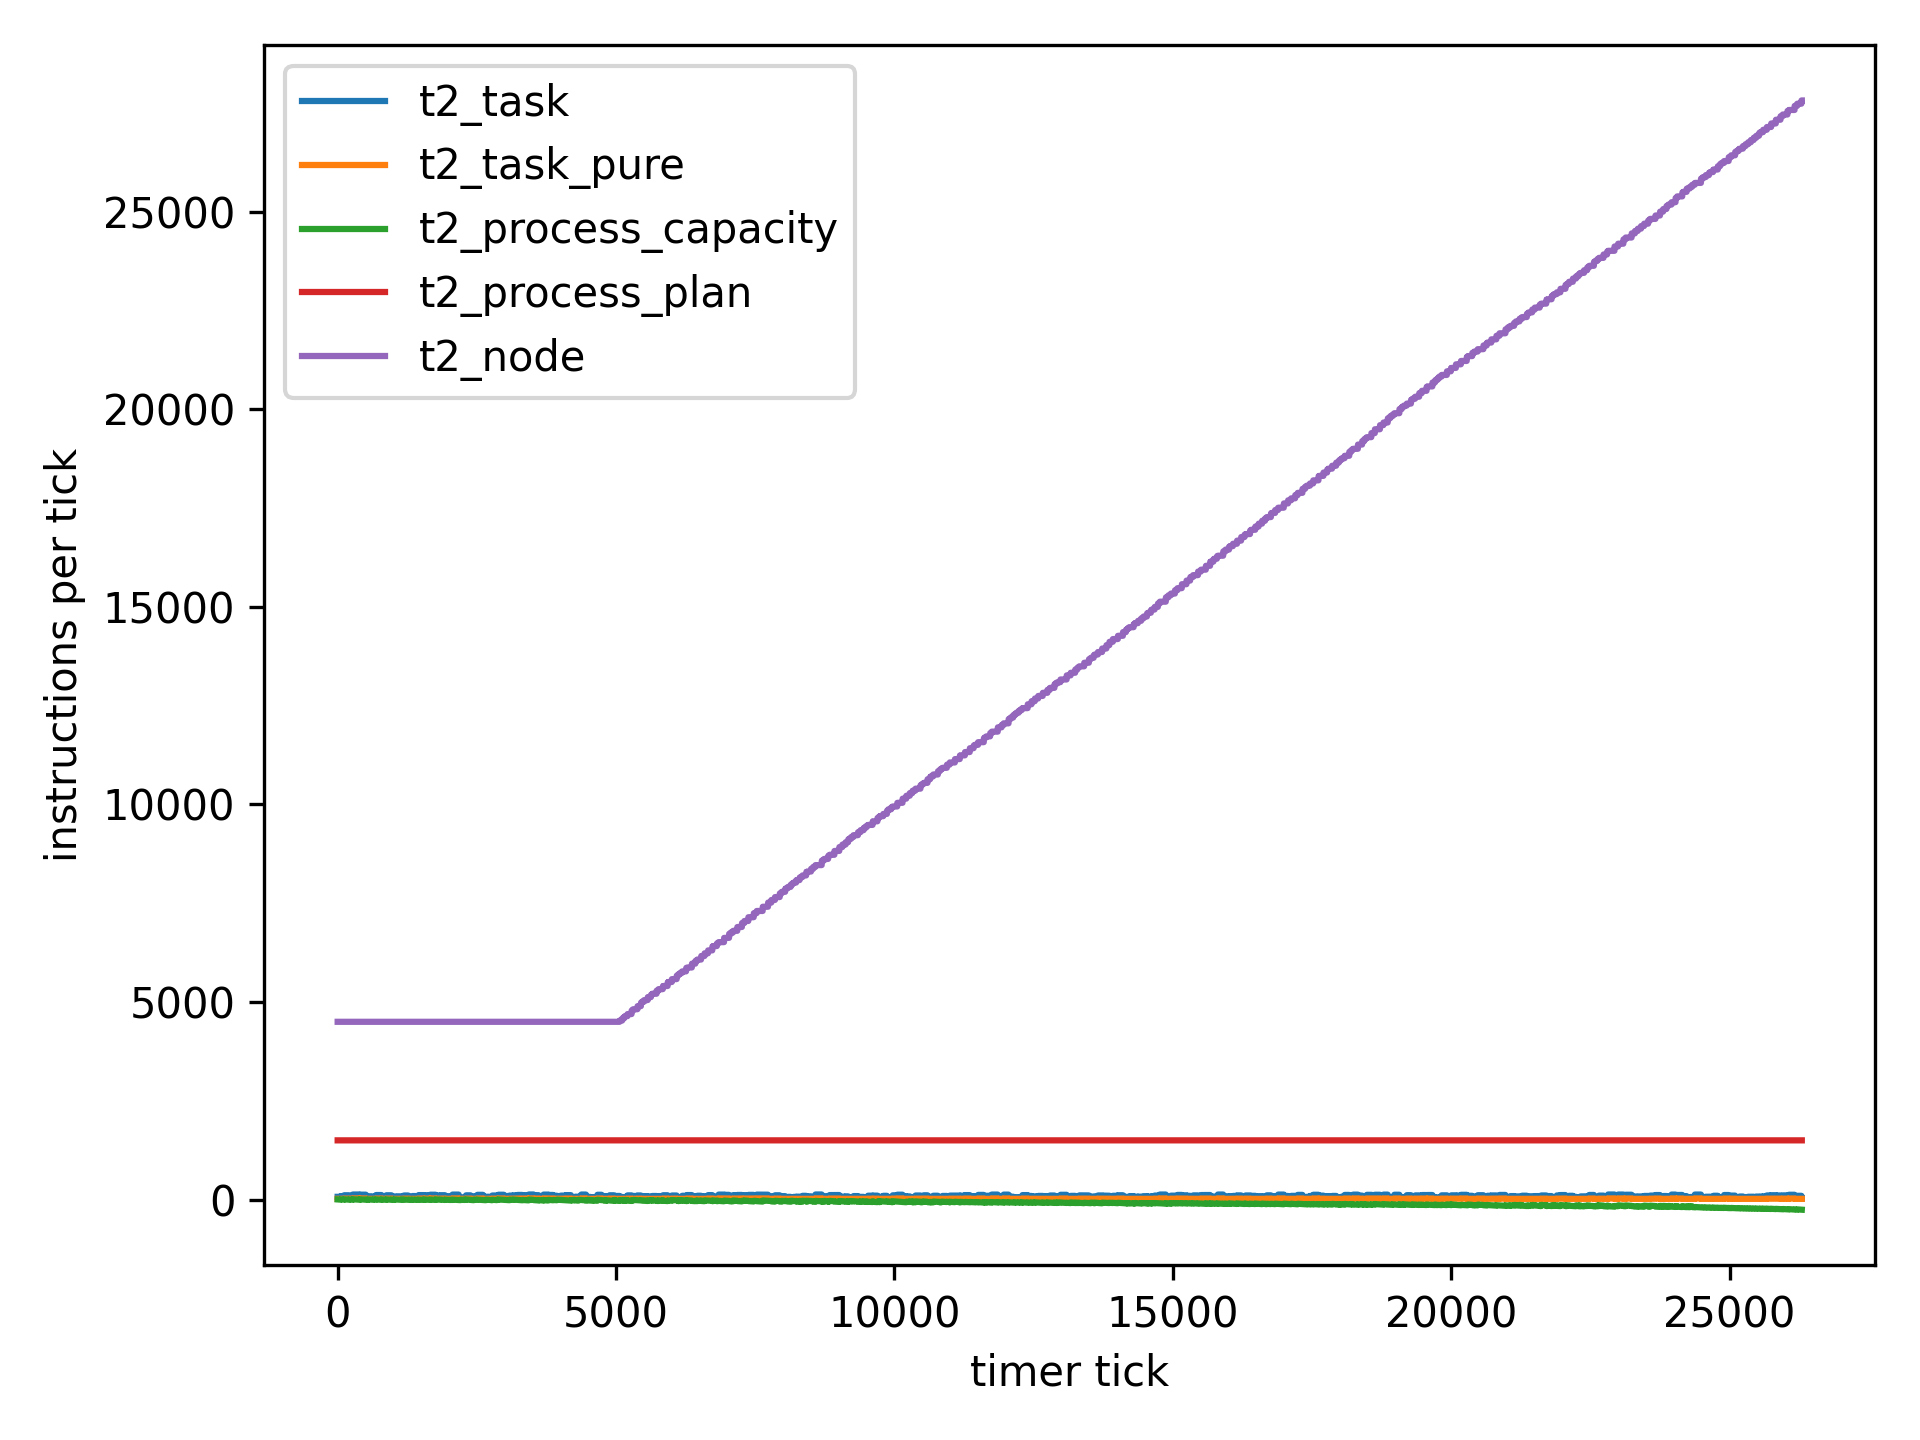 t2_task
t2_task_pure
t2_process_capacity
t2_process_plan
t2_node
instructions per tick
25000
20000
15000
10000
5000
0
0 5000 10000 15000 20000 25000
timer tick